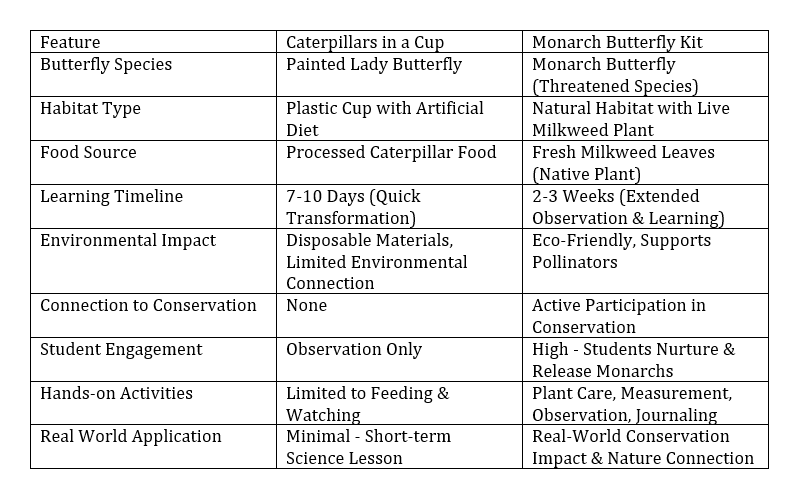 Feature Caterpillars in a Cup Monarch Butterfly Kit
Butterfly Species Painted Lady Butterfly Monarch Butterfly
(Threatened Species)
Habitat Type Plastic Cup with Artificial Natural Habitat with Live
Diet Milkweed Plant
Food Source Processed Caterpillar Food Fresh Milkweed Leaves
(Native Plant)
Learning Timeline 7-10 Days (Quick 2-3 Weeks (Extended
Transformation) Observation & Learning)
Environmental Impact Disposable Materials, Eco-Friendly, Supports
Limited Environmental Pollinators
Connection
Connection to Conservation None Active Participation in
Conservation
Student Engagement Observation Only High - Students Nurture &
Release Monarchs
Hands-on Activities Limited to Feeding & Plant Care, Measurement,
Watching Observation, Journaling
Real World Application Minimal - Short-term Real-World Conservation
Science Lesson Impact & Nature Connection